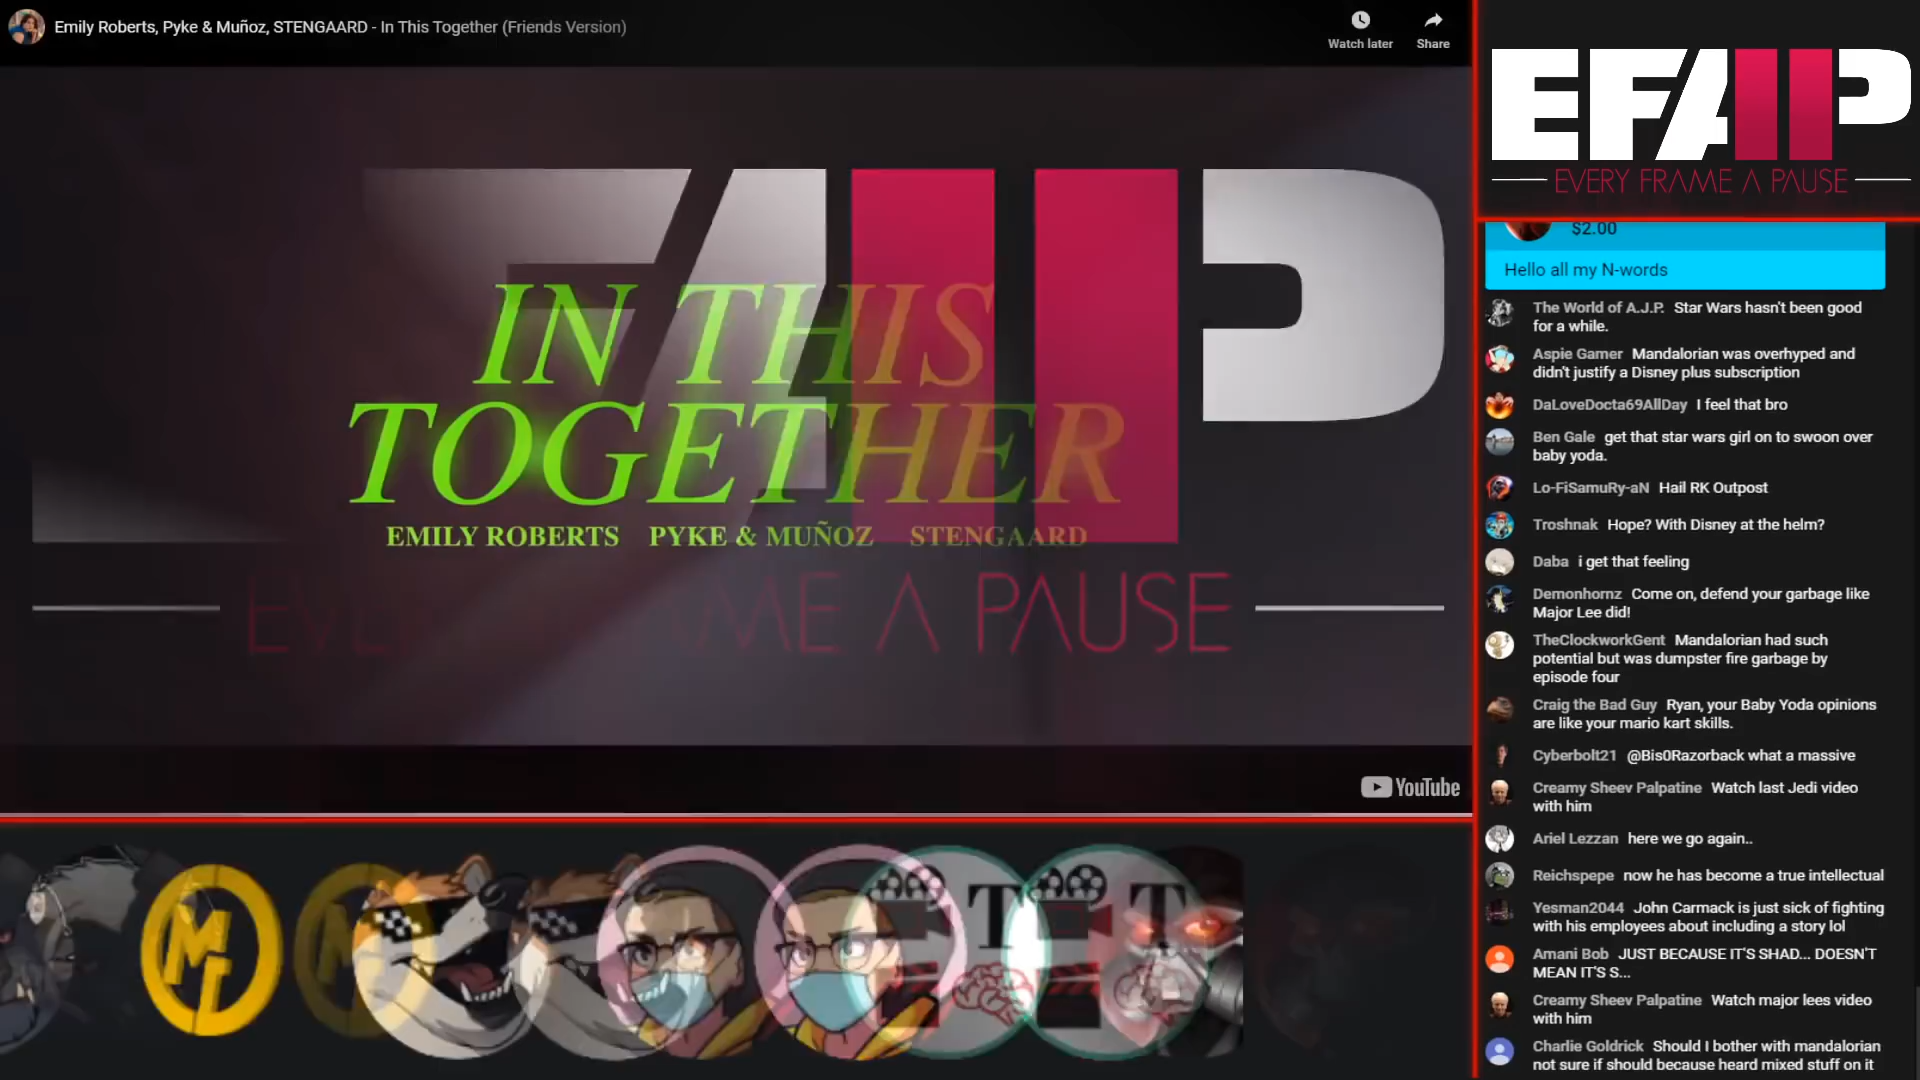 Emily Roberts, Pyke & Muñoz, STENGAARD - In This Together (Friends Version)
Watch later
Share
EFAP
EVERY FRAME A PAUSE
FAP
IN THIS
TOGETHER
EMILY ROBERTS PYKE & MUÑOZ STENGAARD
EVERY FRAME A PAUSE
YouTube
ML
T
T
$2.00
Hello all my N-words
The World of A.J.P. Star Wars hasn't been good
for a while.
Aspie Gamer Mandalorian was overhyped and
didn't justify a Disney plus subscription
DaLoveDocta69AllDay I feel that bro
Ben Gale get that star wars girl on to swoon over
baby yoda.
Lo-FiSamuRy-aN Hail RK Outpost
Troshnak Hope? With Disney at the helm?
Daba i get that feeling
Demonhornz Come on, defend your garbage like
Major Lee did!
TheClockworkGent Mandalorian had such
potential but was dumpster fire garbage by
episode four
Craig the Bad Guy Ryan, your Baby Yoda opinions
are like your mario kart skills.
Cyberbolt21 @Bis0Razorback what a massive
Creamy Sheev Palpatine Watch last Jedi video
with him
Ariel Lezzan here we go again..
Reichspepe now he has become a true intellectual
Yesman2044 John Carmack is just sick of fighting
with his employees about including a story lol
Amani Bob JUST BECAUSE IT'S SHAD... DOESN'T
MEAN IT'S S...
Creamy Sheev Palpatine Watch major lees video
with him
Charlie Goldrick Should I bother with mandalorian
not sure if should because heard mixed stuff on it